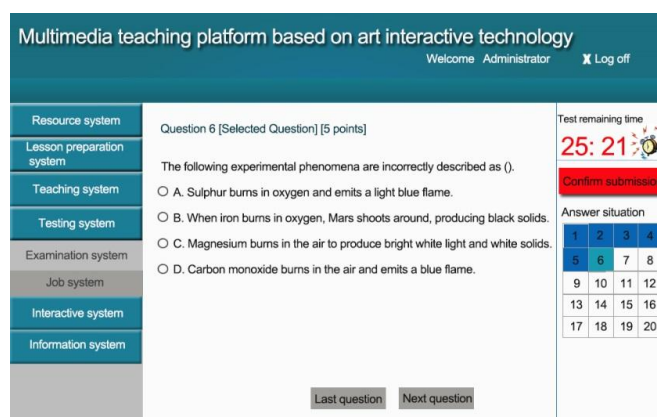 Multimedia teaching platform based on art interactive technology
Welcome Administrator X Log off
Resource system
Lesson preparation
system
Teaching system
Testing system
Examination system
Job system
Interactive system
Information system
Question 6 [Selected Question] [5 points]
The following experimental phenomena are incorrectly described as ().
A. Sulphur burns in oxygen and emits a light blue flame.
B. When iron burns in oxygen, Mars shoots around, producing black solids.
C. Magnesium burns in the air to produce bright white light and white solids.
D. Carbon monoxide burns in the air and emits a blue flame.
Last question Next question
Test remaining time
25: 21
Confirm submissio
Answer situation
1 2 3 4
5 6 7 8
9 10 11 12
13 14 15 16
17 18 19 20